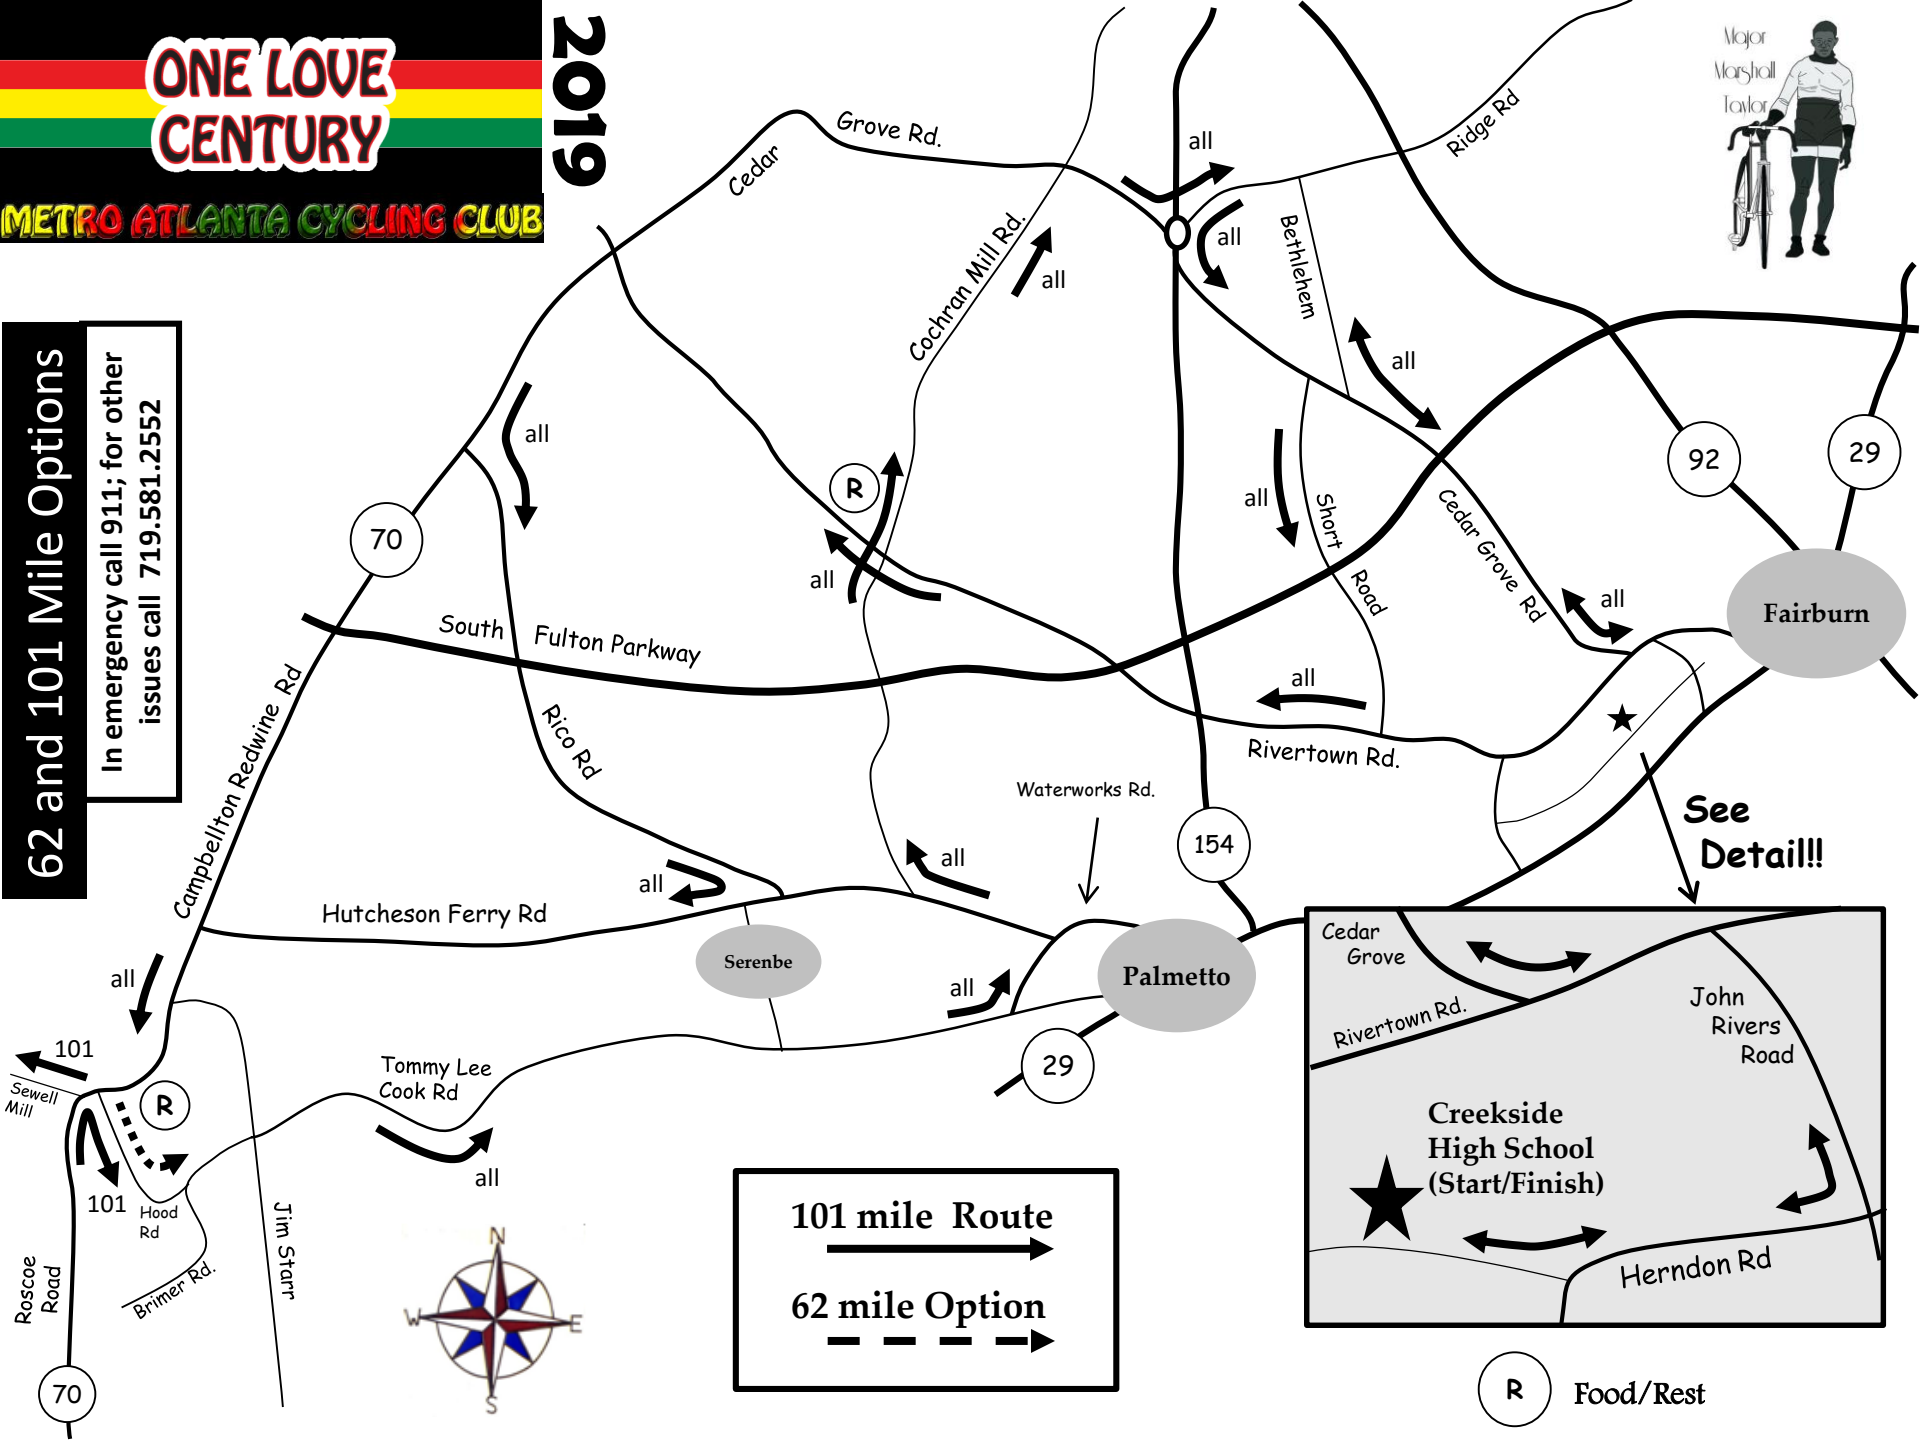 ONE LOVE
CENTURY
METRO ATLANTA CYCLING CLUB
2019
Major
Marshall
Taylor
62 and 101 Mile Options
In emergency call 911; for other
issues call 719.581.2552
Cedar
Grove Rd.
Cochran Mill Rd.
all
all
all
Ridge Rd
Bethlehem
all
all
R
all
all
Short
Road
Cedar Grove Rd
all
92
29
Fairburn
70
South Fulton Parkway
Campbellton Redwine Rd
Rico Rd
all
Rivertown Rd.
Waterworks Rd.
154
See
Detail!!
all
all
Hutcheson Ferry Rd
Serenbe
Palmetto
all
all
101
Sewell
Mill
R
Tommy Lee
Cook Rd
29
all
101
Hood
Rd
Jim Starr
Brimer Rd.
Roscoe
Road
70
N
W
E
S
101 mile Route
62 mile Option
Cedar
Grove
Rivertown Rd.
John
Rivers
Road
Creekside
High School
(Start/Finish)
Herndon Rd
R
Food/Rest